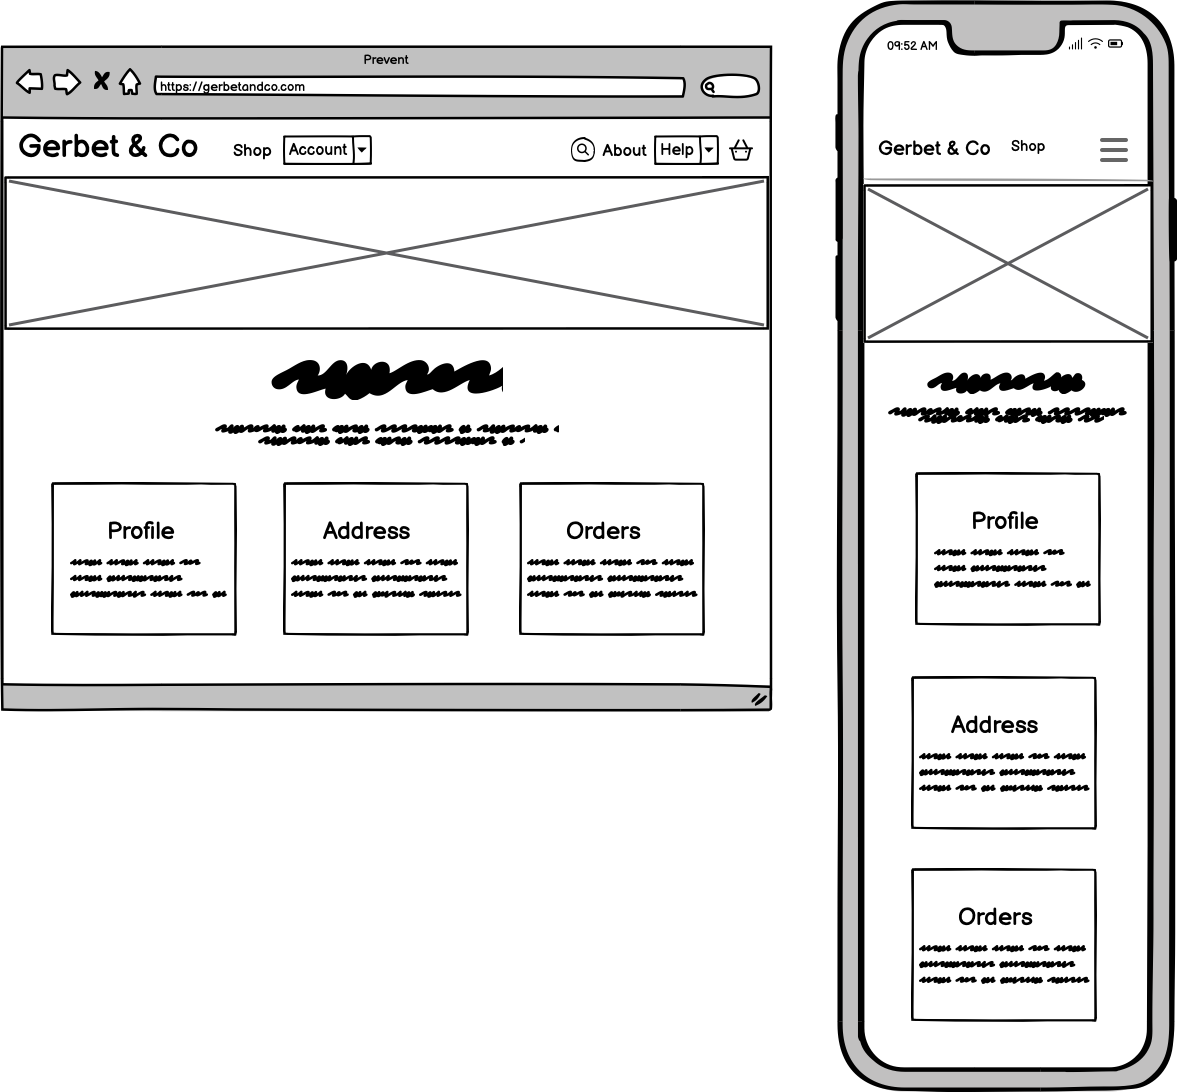 Prevent
https://gerbetandco.com
Gerbet & Co Shop Account About Help
Profile Address Orders
09:52 AM
Gerbet & Co Shop
Profile
Address
Orders